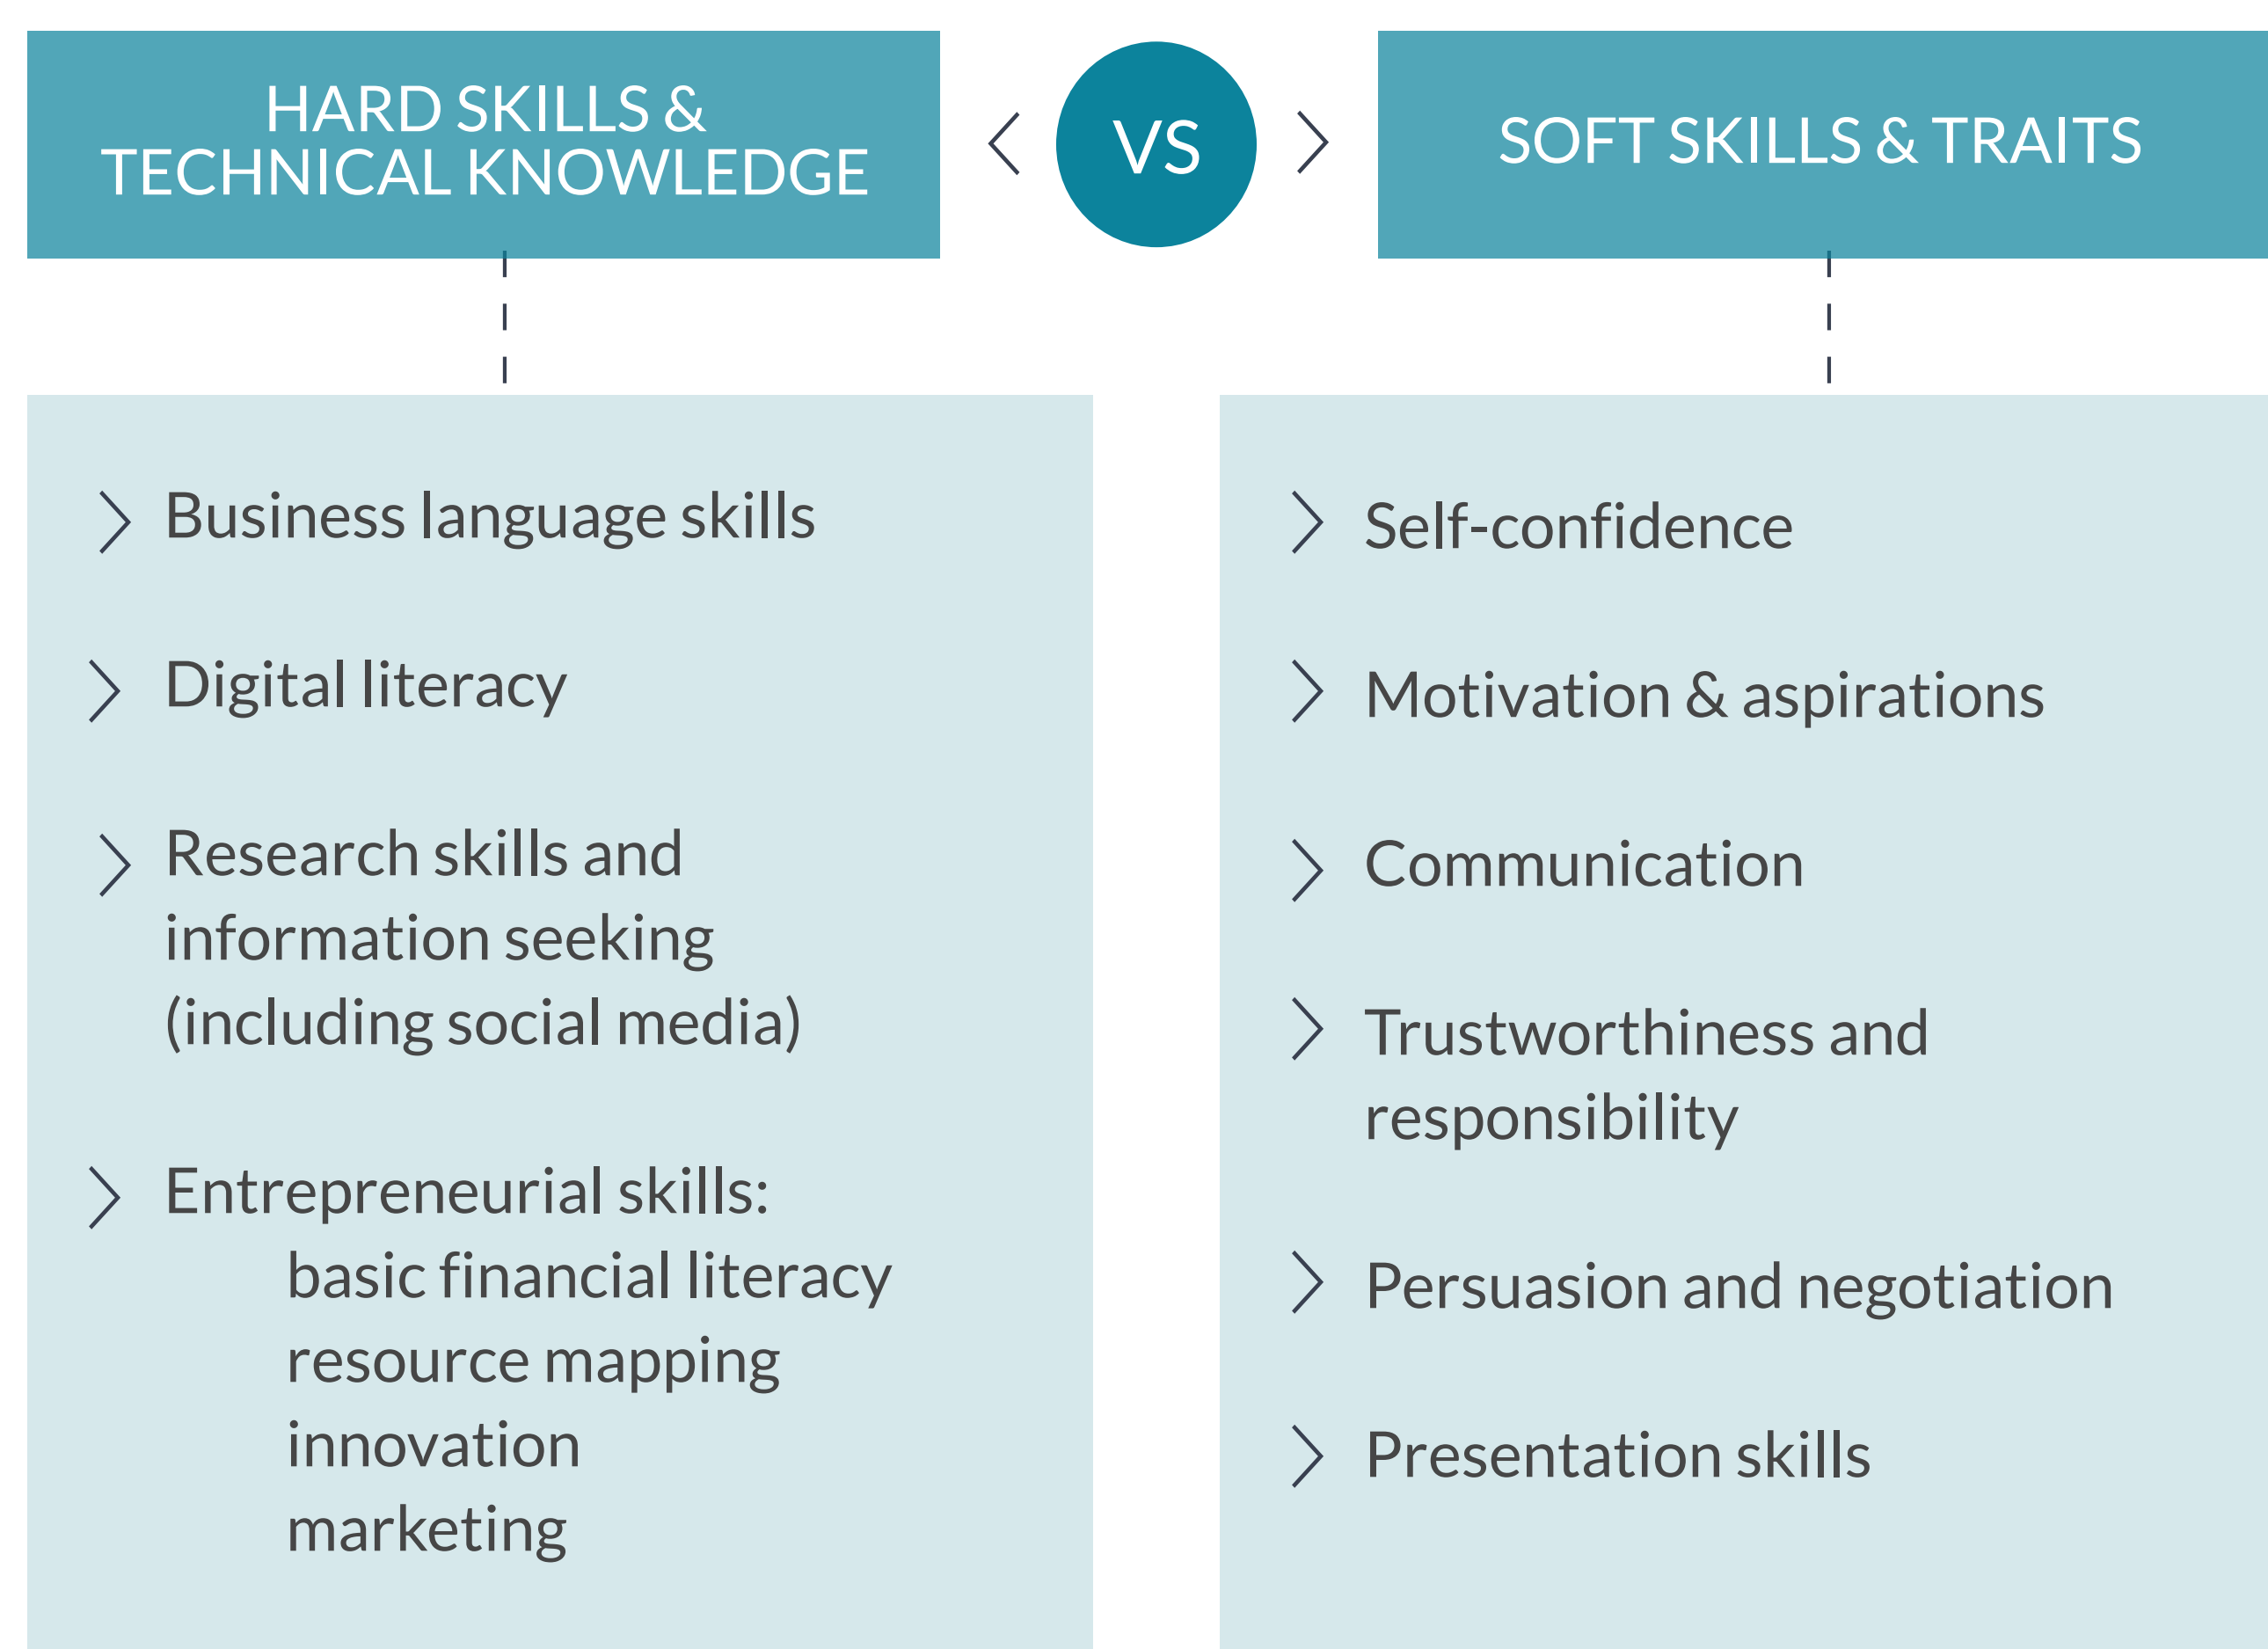 HARD SKILLS &
TECHNICAL KNOWLEDGE
VS
SOFT SKILLS & TRAITS
Business language skills
Digital literacy
Research skills and
information seeking
(including social media)
Entrepreneurial skills:
basic financial literacy
resource mapping
innovation
marketing
Self-confidence
Motivation & aspirations
Communication
Trustworthiness and
responsibility
Persuasion and negotiation
Presentation skills